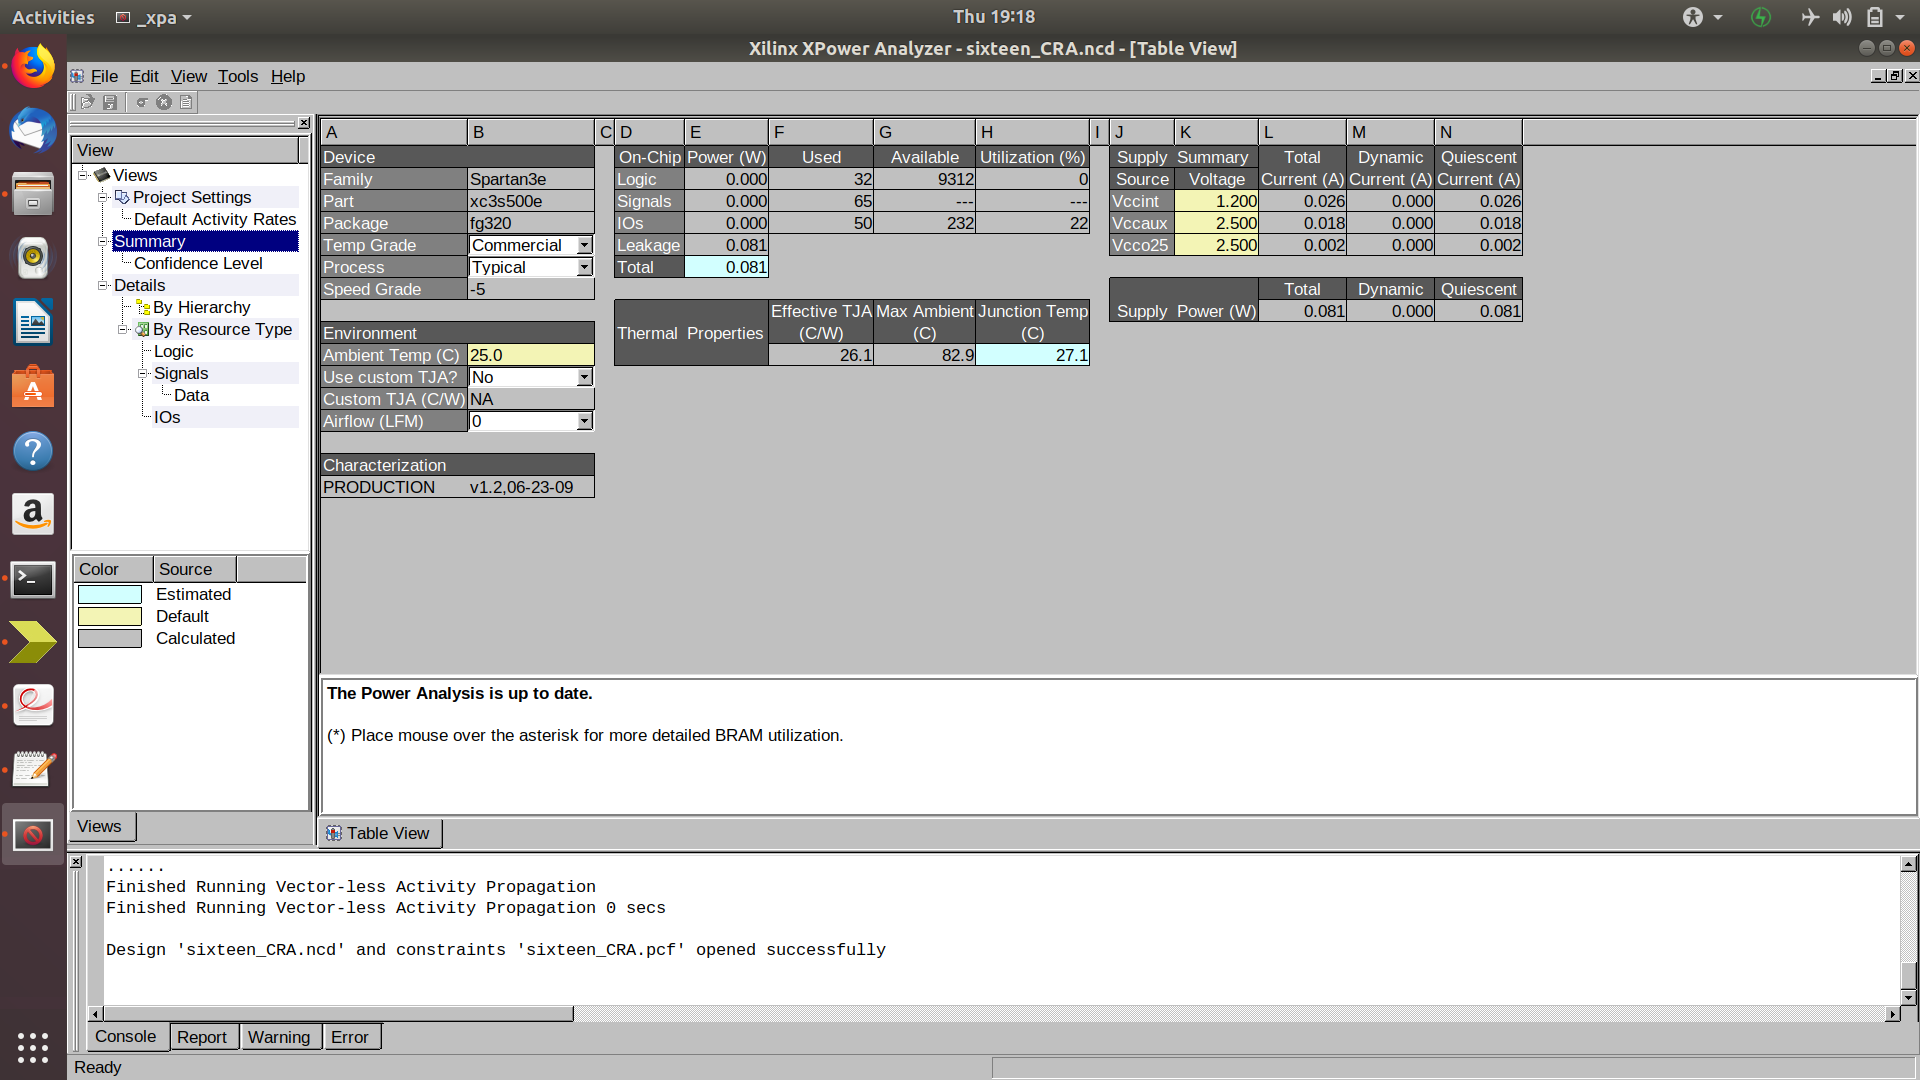 Activities _xpa Thu 19:18
Xilinx XPower Analyzer - sixteen_CRA.ncd - [Table View]
File Edit View Tools Help
View
Views
Project Settings
Default Activity Rates
Summary
Confidence Level
Details
By Hierarchy
By Resource Type
Logic
Signals
Data
IOs
Color Source
Estimated
Default
Calculated
Views
A B C D E F G H I J K L M N
Device
Family Spartan3e
Part xc3s500e
Package fg320
Temp Grade Commercial
Process Typical
Speed Grade -5
Environment
Ambient Temp (C) 25.0
Use custom TJA? No
Custom TJA (C/W) NA
Airflow (LFM) 0
Characterization
PRODUCTION v1.2,06-23-09
On-Chip Power (W) Used Available Utilization (%)
Logic 0.000 32 9312 0
Signals 0.000 65 --- ---
IOs 0.000 50 232 22
Leakage 0.081
Total 0.081
Effective TJA Max Ambient Junction Temp
Thermal Properties (C/W) (C) (C)
26.1 82.9 27.1
Supply Summary Total Dynamic Quiescent
Source Voltage Current (A) Current (A) Current (A)
Vccint 1.200 0.026 0.000 0.026
Vccaux 2.500 0.018 0.000 0.018
Vcco25 2.500 0.002 0.000 0.002
Total Dynamic Quiescent
Supply Power (W) 0.081 0.000 0.081
The Power Analysis is up to date.
(*) Place mouse over the asterisk for more detailed BRAM utilization.
Table View
......
Finished Running Vector-less Activity Propagation
Finished Running Vector-less Activity Propagation 0 secs
Design 'sixteen_CRA.ncd' and constraints 'sixteen_CRA.pcf' opened successfully
Console Report Warning Error
Ready